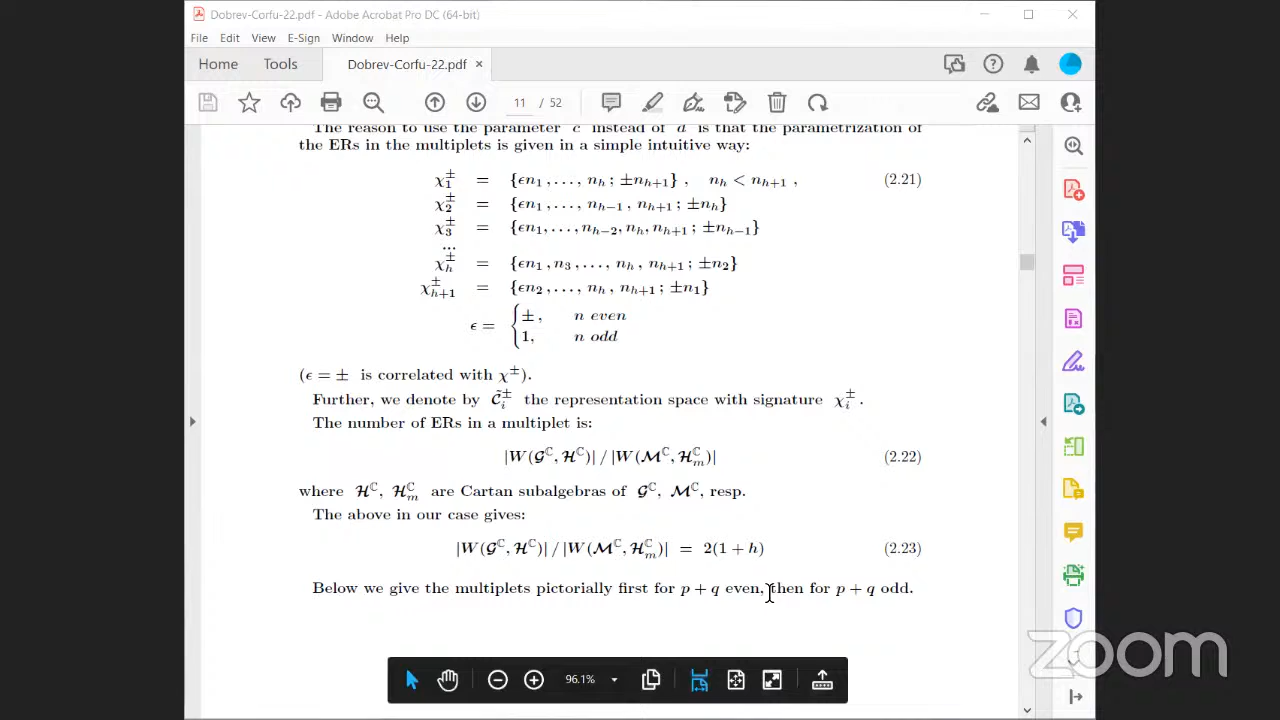 Dobrev-Corfu-22.pdf - Adobe Acrobat Pro DC (64-bit)
File Edit View E-Sign Window Help
Home Tools Dobrev-Corfu-22.pdf ×
11 / 52
The reason to use the parameter c instead of d is that the parametrization of
the ERs in the multiplets is given in a simple intuitive way:
χ₁^± = {ϵn₁, . . . , n_h ; ±n_{h+1}} , n_h < n_{h+1} , (2.21)
χ₂^± = {ϵn₁, . . . , n_{h−1} , n_{h+1} ; ±n_h}
χ₃^± = {ϵn₁, . . . , n_{h−2}, n_h, n_{h+1} ; ±n_{h−1}}
...
χ_h^± = {ϵn₁, n₃, . . . , n_h , n_{h+1} ; ±n₂}
χ_{h+1}^± = {ϵn₂, . . . , n_h , n_{h+1} ; ±n₁}
ϵ = { ± , n even
1, n odd
(ϵ = ± is correlated with χ^±).
Further, we denote by C̃_i^± the representation space with signature χ_i^± .
The number of ERs in a multiplet is:
|W(𝒢^ℂ, ℋ^ℂ)| / |W(ℳ^ℂ, ℋ_m^ℂ)| (2.22)
where ℋ^ℂ, ℋ_m^ℂ are Cartan subalgebras of 𝒢^ℂ, ℳ^ℂ, resp.
The above in our case gives:
|W(𝒢^ℂ, ℋ^ℂ)| / |W(ℳ^ℂ, ℋ_m^ℂ)| = 2(1 + h) (2.23)
Below we give the multiplets pictorially first for p + q even, then for p + q odd.
96.1%
zoom